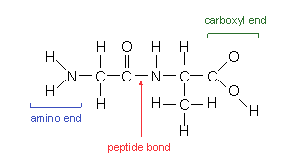 carboxyl end
H O H H O
H N C C N C C
H H H C H O H
H
amino end
peptide bond